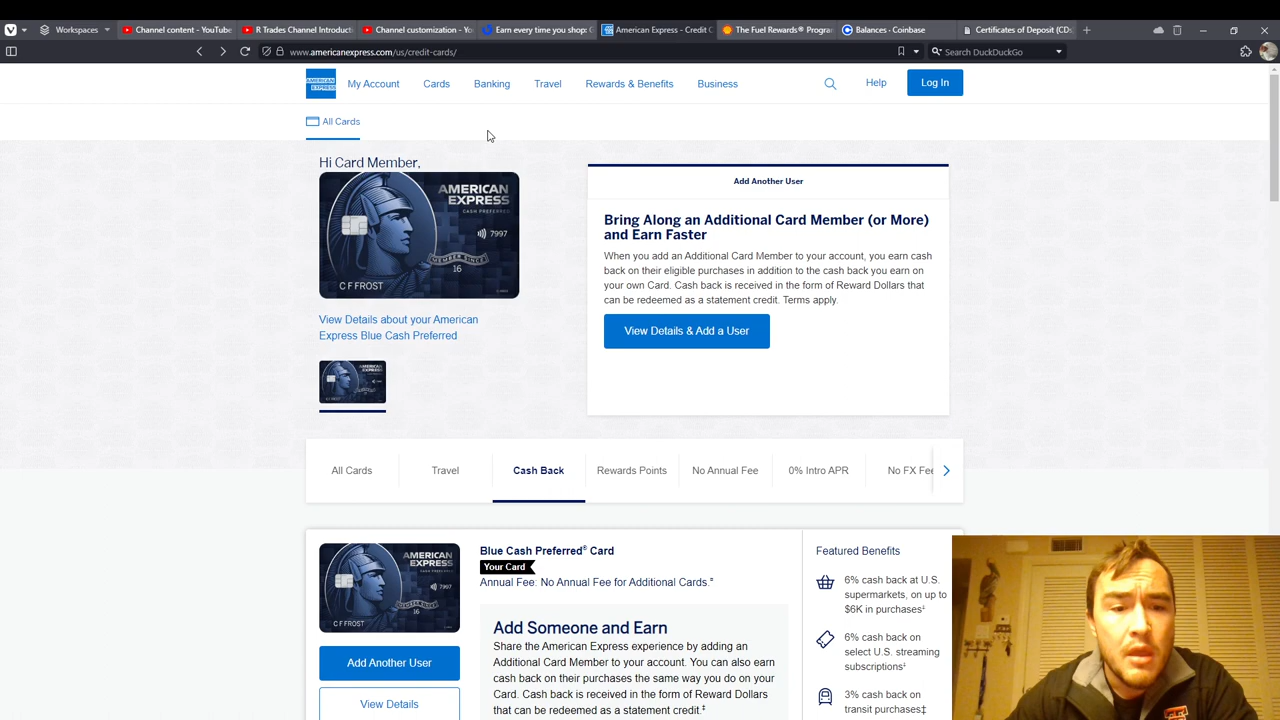 Workspaces
Channel content - YouTube
R Trades Channel Comment
Channel customization - Yo
Earn every time you shop: C
American Express - Credit C
The Fuel Rewards® Progra
Balances - Coinbase
Certificates of Deposit (CDs
www.americanexpress.com/us/credit-cards/
Search DuckDuckGo
AMERICAN EXPRESS
My Account
Cards
Banking
Travel
Rewards & Benefits
Business
Help
Log In
All Cards
Hi Card Member,
AMERICAN
EXPRESS
CASH PREFERRED
7997
MEMBER SINCE
16
C F FROST
View Details about your American
Express Blue Cash Preferred
Add Another User
Bring Along an Additional Card Member (or More)
and Earn Faster
When you add an Additional Card Member to your account, you earn cash
back on their eligible purchases in addition to the cash back you earn on
your own Card. Cash back is received in the form of Reward Dollars that
can be redeemed as a statement credit. Terms apply.
View Details & Add a User
All Cards
Travel
Cash Back
Rewards Points
No Annual Fee
0% Intro APR
No FX Fee
AMERICAN
EXPRESS
7997
16
C F FROST
Add Another User
View Details
Blue Cash Preferred® Card
Your Card
Annual Fee: No Annual Fee for Additional Cards.¤
Add Someone and Earn
Share the American Express experience by adding an
Additional Card Member to your account. You can also earn
cash back on their purchases the same way you do on your
Card. Cash back is received in the form of Reward Dollars
that can be redeemed as a statement credit.‡
Featured Benefits
6% cash back at U.S.
supermarkets, on up to
$6K in purchases‡
6% cash back on
select U.S. streaming
subscriptions‡
3% cash back on
transit purchases‡